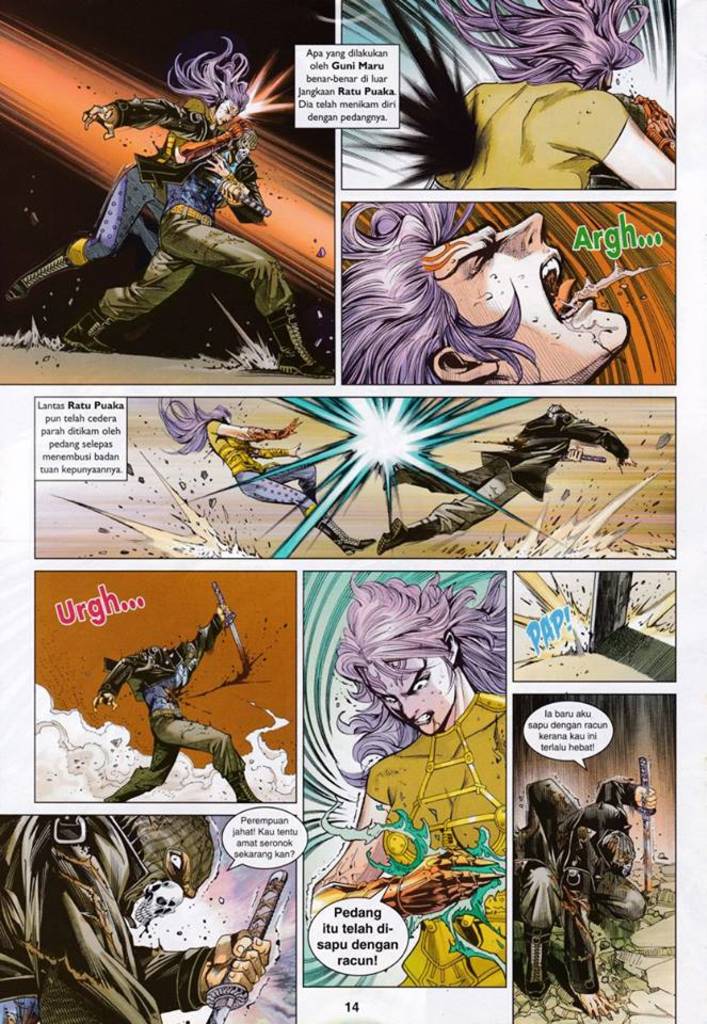 Apa yang dilakukan
oleh Guni Maru
benar-benar di luar
Jangkaan Ratu Puaka.
Dia telah menikam diri
dengan pedangnya.
Argh...
Lantas Ratu Puaka
pun telah cedera
parah ditikam oleh
pedang selepas
menembusi badan
tuan kepunyaannya.
Urgh...
PAP!
Perempuan
jahat! Kau tentu
amat seronok
sekarang kan?
Pedang
itu telah di-
sapu dengan
racun!
Ia baru aku
sapu dengan racun
kerana kau ini
terlalu hebat!
14